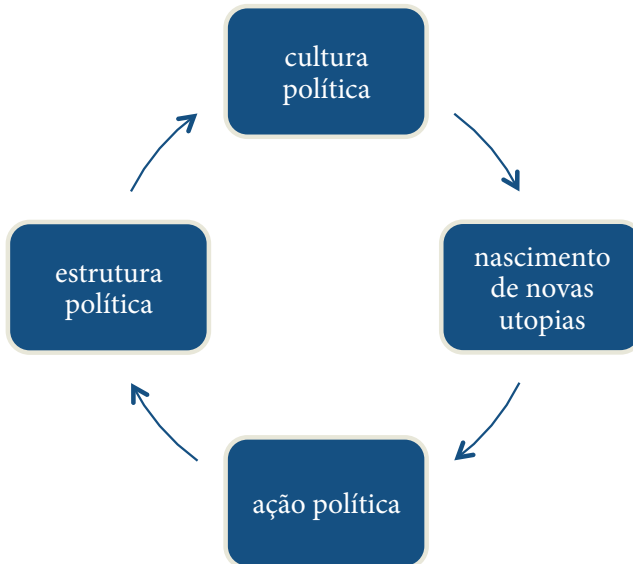 cultura
política
nascimento
de novas
utopias
ação política
estrutura
política